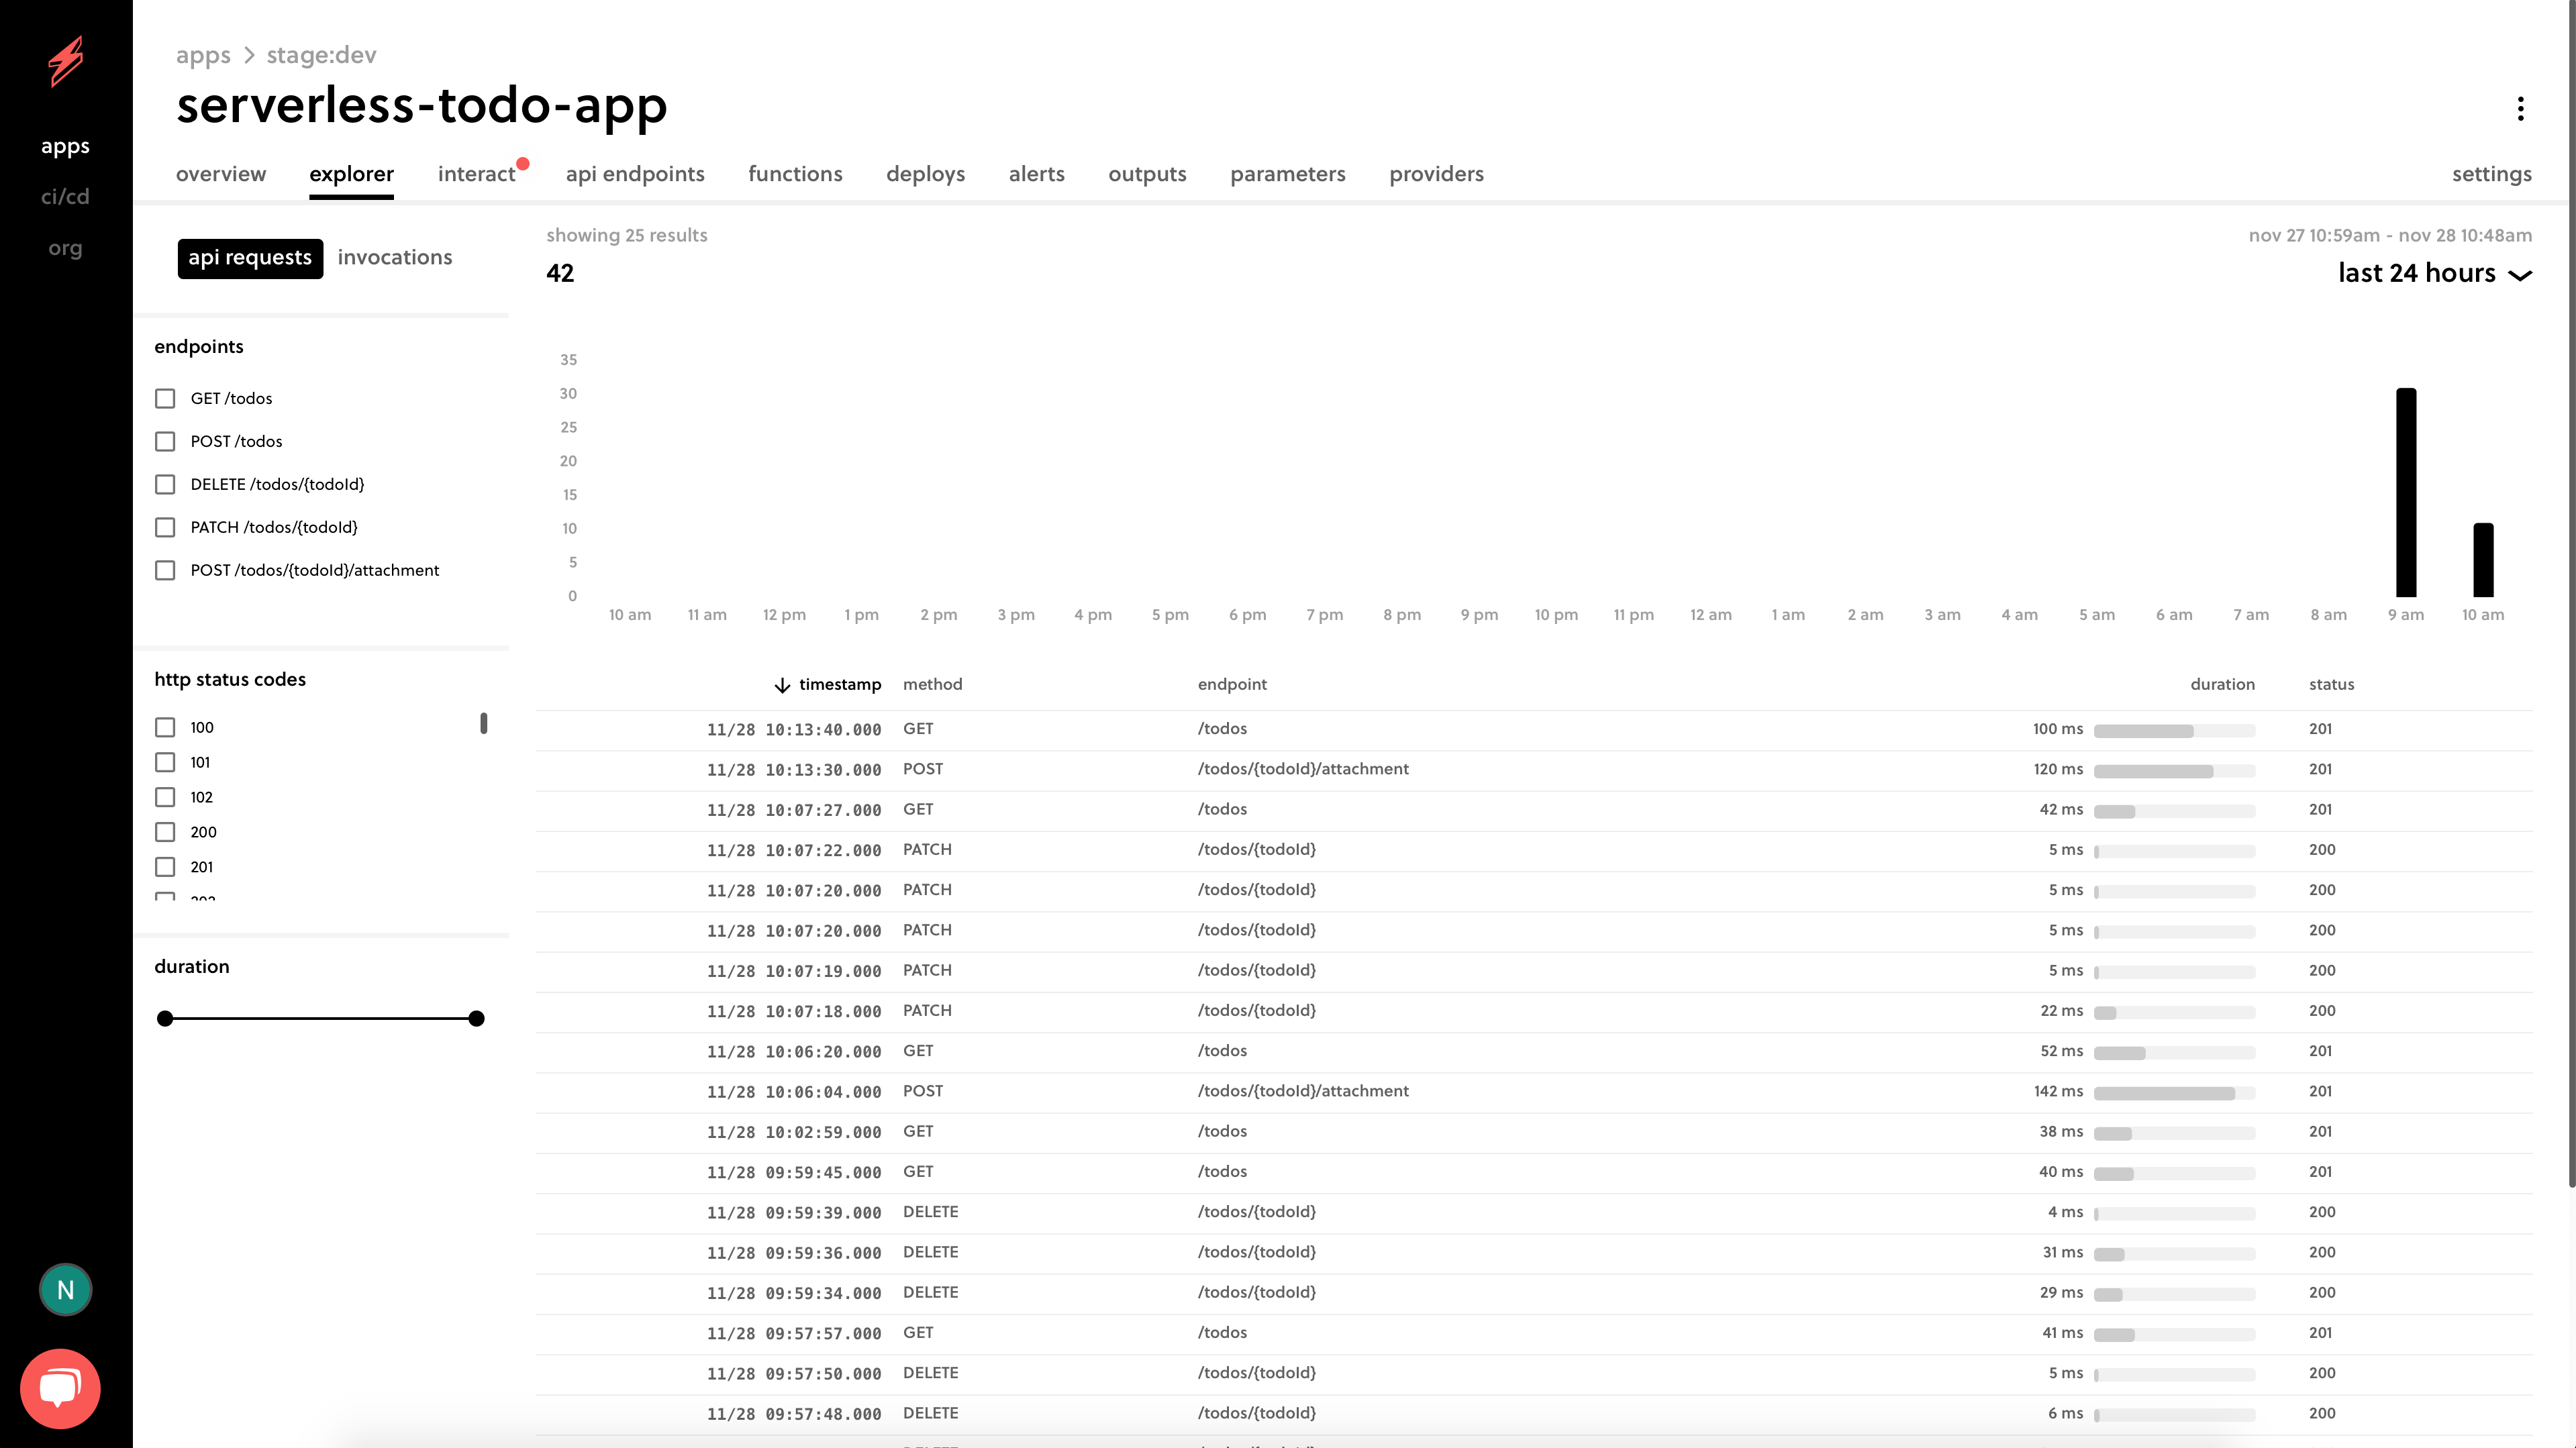 apps > stage:dev
serverless-todo-app
apps
ci/cd
org
overview explorer interact api endpoints functions deploys alerts outputs parameters providers settings
api requests invocations
showing 25 results
42
nov 27 10:59am - nov 28 10:48am
last 24 hours
endpoints
GET /todos
POST /todos
DELETE /todos/{todoId}
PATCH /todos/{todoId}
POST /todos/{todoId}/attachment
http status codes
100
101
102
200
201
duration
35
30
25
20
15
10
5
0
10 am 11 am 12 pm 1 pm 2 pm 3 pm 4 pm 5 pm 6 pm 7 pm 8 pm 9 pm 10 pm 11 pm 12 am 1 am 2 am 3 am 4 am 5 am 6 am 7 am 8 am 9 am 10 am
timestamp method endpoint duration status
11/28 10:13:40.000 GET /todos 100 ms 201
11/28 10:13:30.000 POST /todos/{todoId}/attachment 120 ms 201
11/28 10:07:27.000 GET /todos 42 ms 201
11/28 10:07:22.000 PATCH /todos/{todoId} 5 ms 200
11/28 10:07:20.000 PATCH /todos/{todoId} 5 ms 200
11/28 10:07:20.000 PATCH /todos/{todoId} 5 ms 200
11/28 10:07:19.000 PATCH /todos/{todoId} 5 ms 200
11/28 10:07:18.000 PATCH /todos/{todoId} 22 ms 200
11/28 10:06:20.000 GET /todos 52 ms 201
11/28 10:06:04.000 POST /todos/{todoId}/attachment 142 ms 201
11/28 10:02:59.000 GET /todos 38 ms 201
11/28 09:59:45.000 GET /todos 40 ms 201
11/28 09:59:39.000 DELETE /todos/{todoId} 4 ms 200
11/28 09:59:36.000 DELETE /todos/{todoId} 31 ms 200
11/28 09:59:34.000 DELETE /todos/{todoId} 29 ms 200
11/28 09:57:57.000 GET /todos 41 ms 201
11/28 09:57:50.000 DELETE /todos/{todoId} 5 ms 200
11/28 09:57:48.000 DELETE /todos/{todoId} 6 ms 200
N